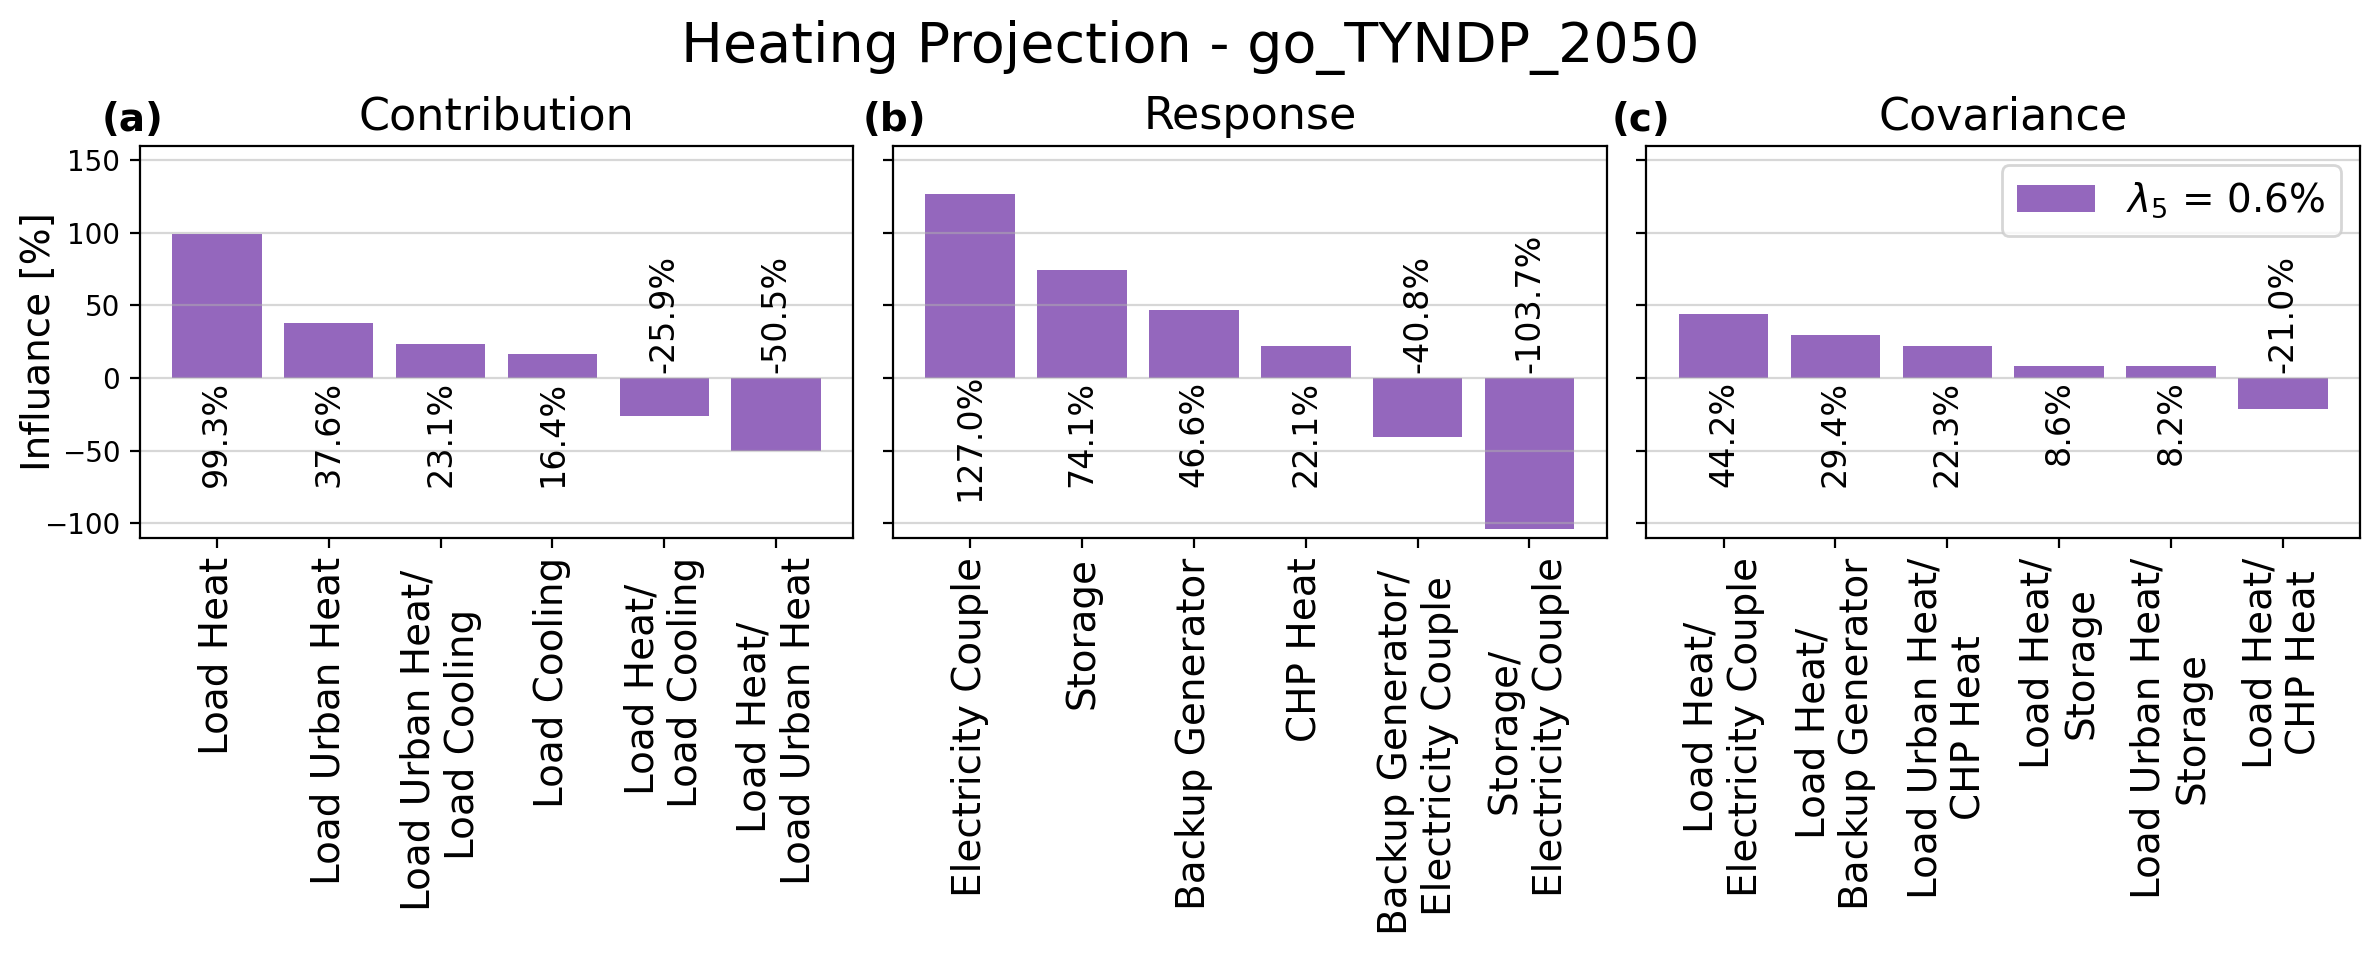 Heating Projection - go_TYNDP_2050
(a)
Contribution
Influance [%]
150
100
50
0
−50
−100
99.3%
37.6%
23.1%
16.4%
-25.9%
-50.5%
Load Heat
Load Urban Heat
Load Urban Heat/
Load Cooling
Load Cooling
Load Heat/
Load Cooling
Load Heat/
Load Urban Heat
(b)
Response
127.0%
74.1%
46.6%
22.1%
-40.8%
-103.7%
Electricity Couple
Storage
Backup Generator
CHP Heat
Backup Generator/
Electricity Couple
Storage/
Electricity Couple
(c)
Covariance
λ5 = 0.6%
44.2%
29.4%
22.3%
8.6%
8.2%
-21.0%
Load Heat/
Electricity Couple
Load Heat/
Backup Generator
Load Urban Heat/
CHP Heat
Load Heat/
Storage
Load Urban Heat/
Storage
Load Heat/
CHP Heat